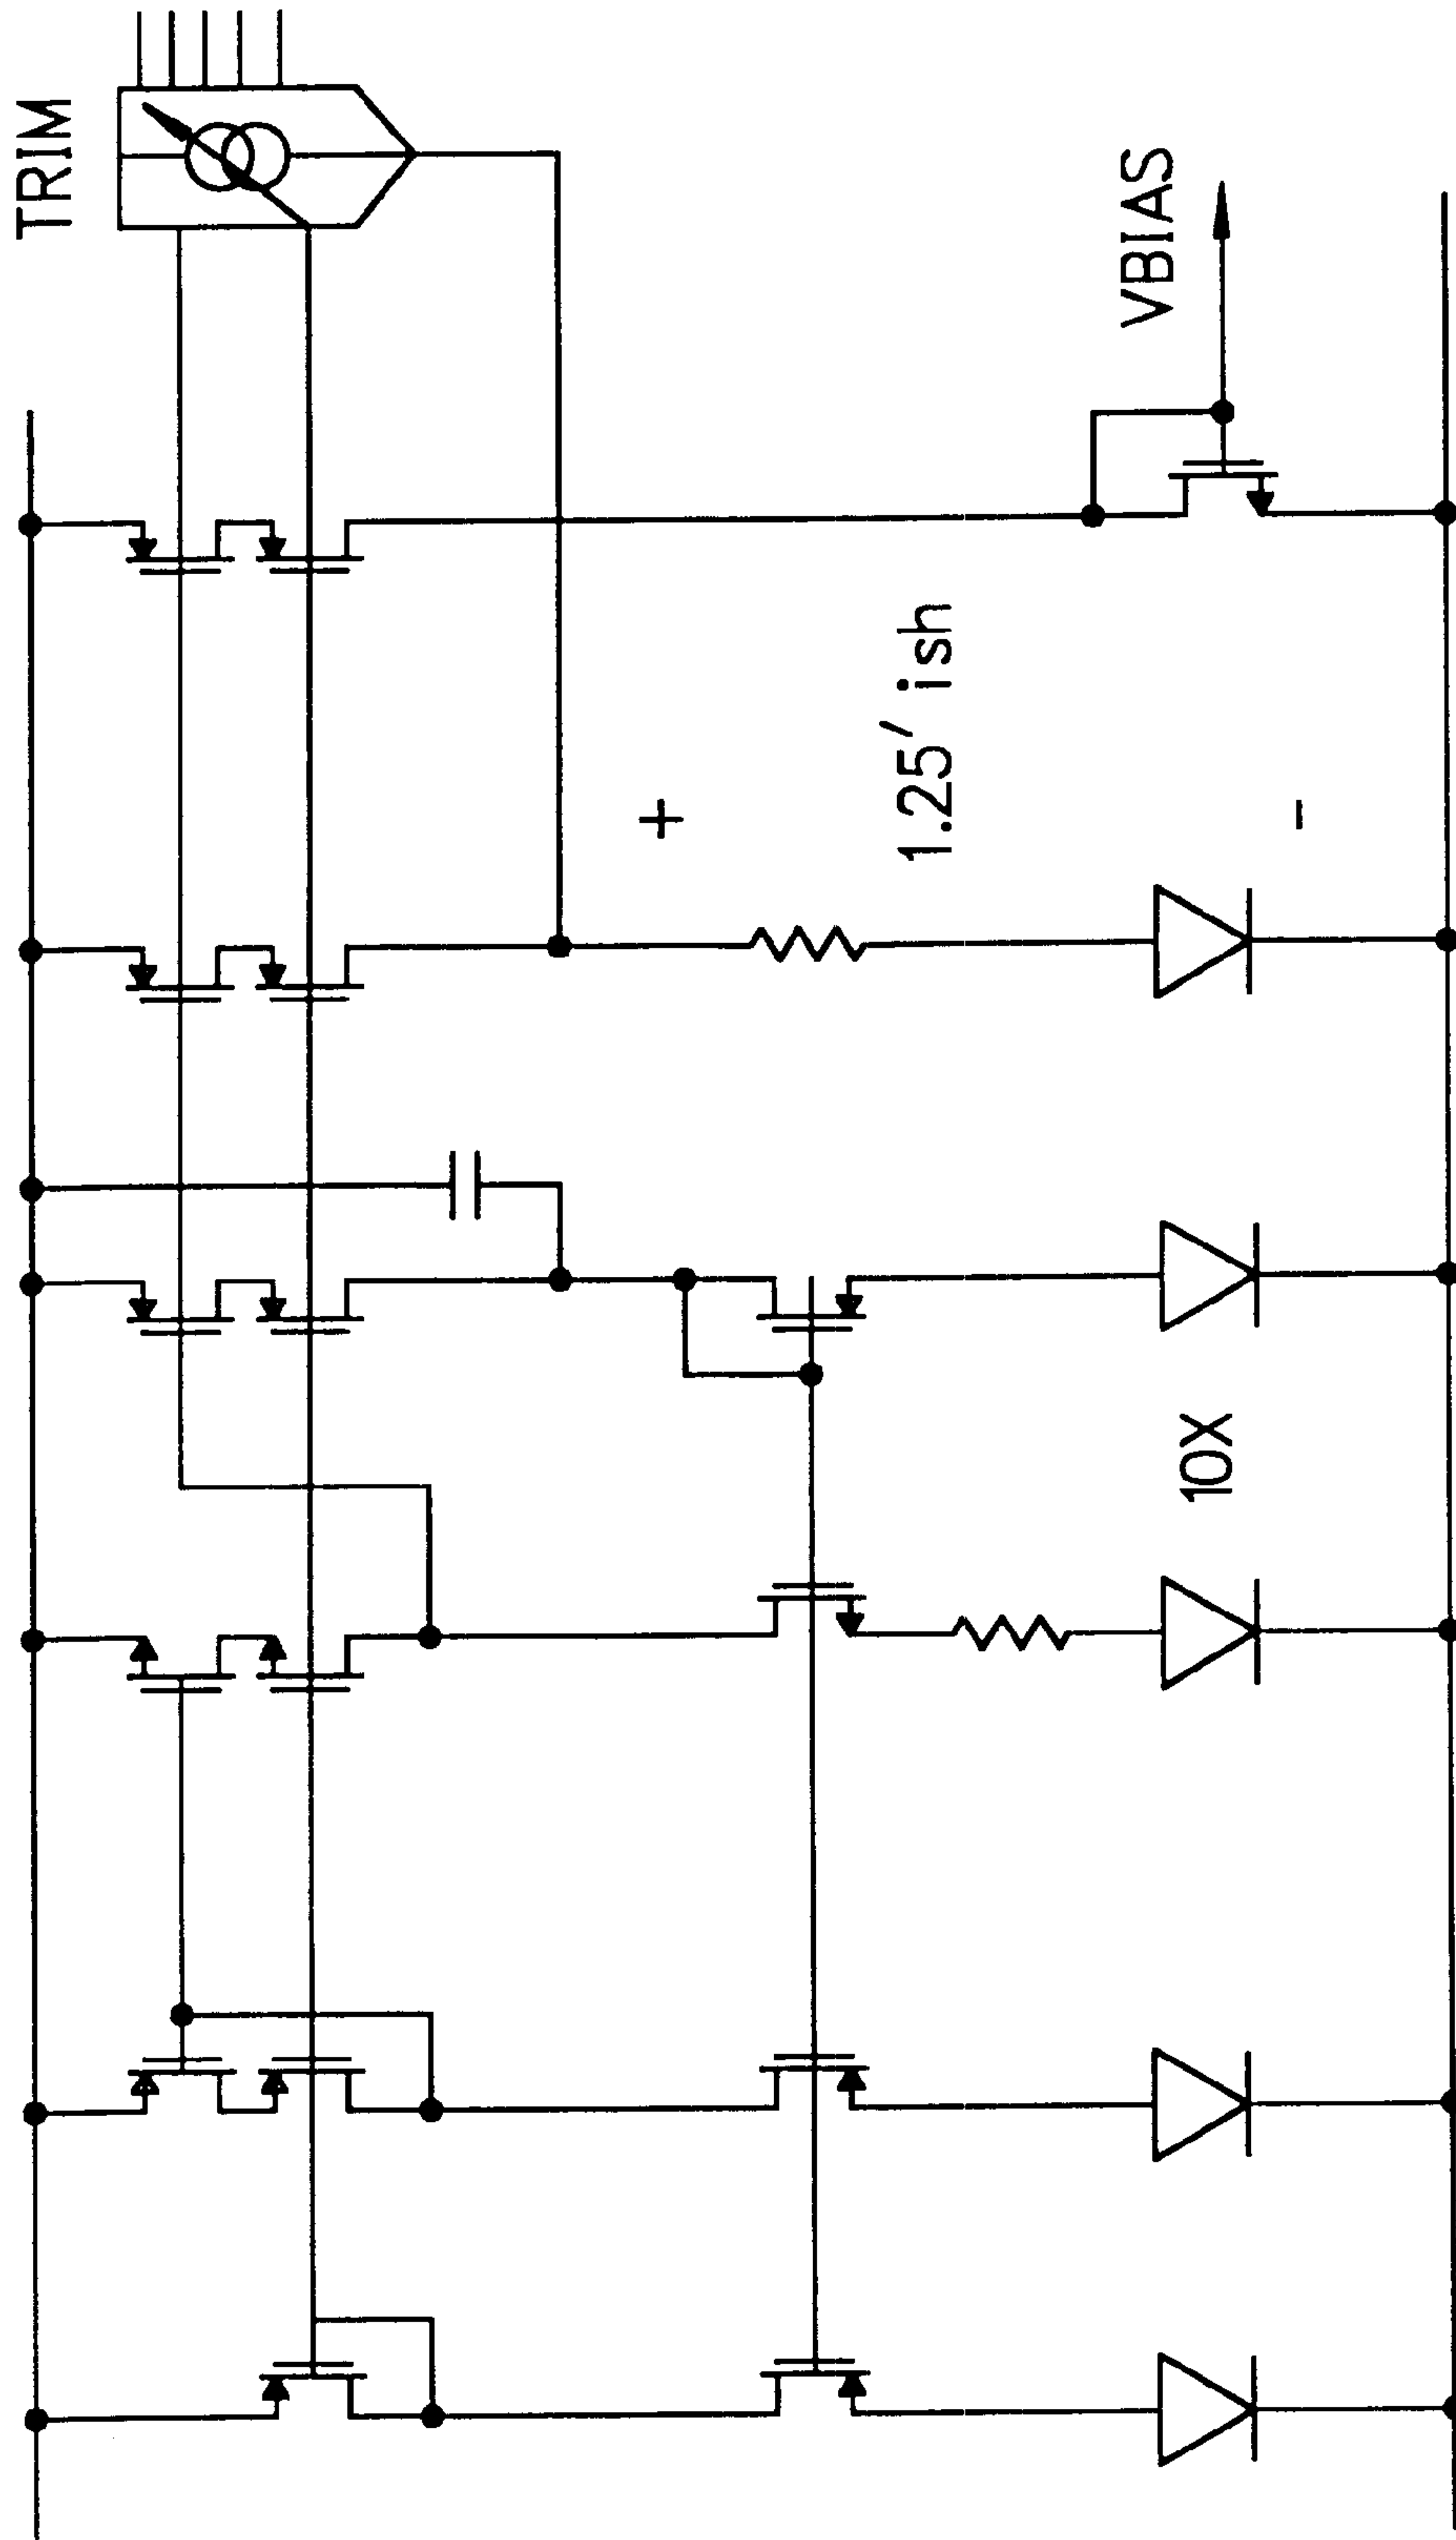 TRIM
VBIAS
1.25' ish
+
-
10X